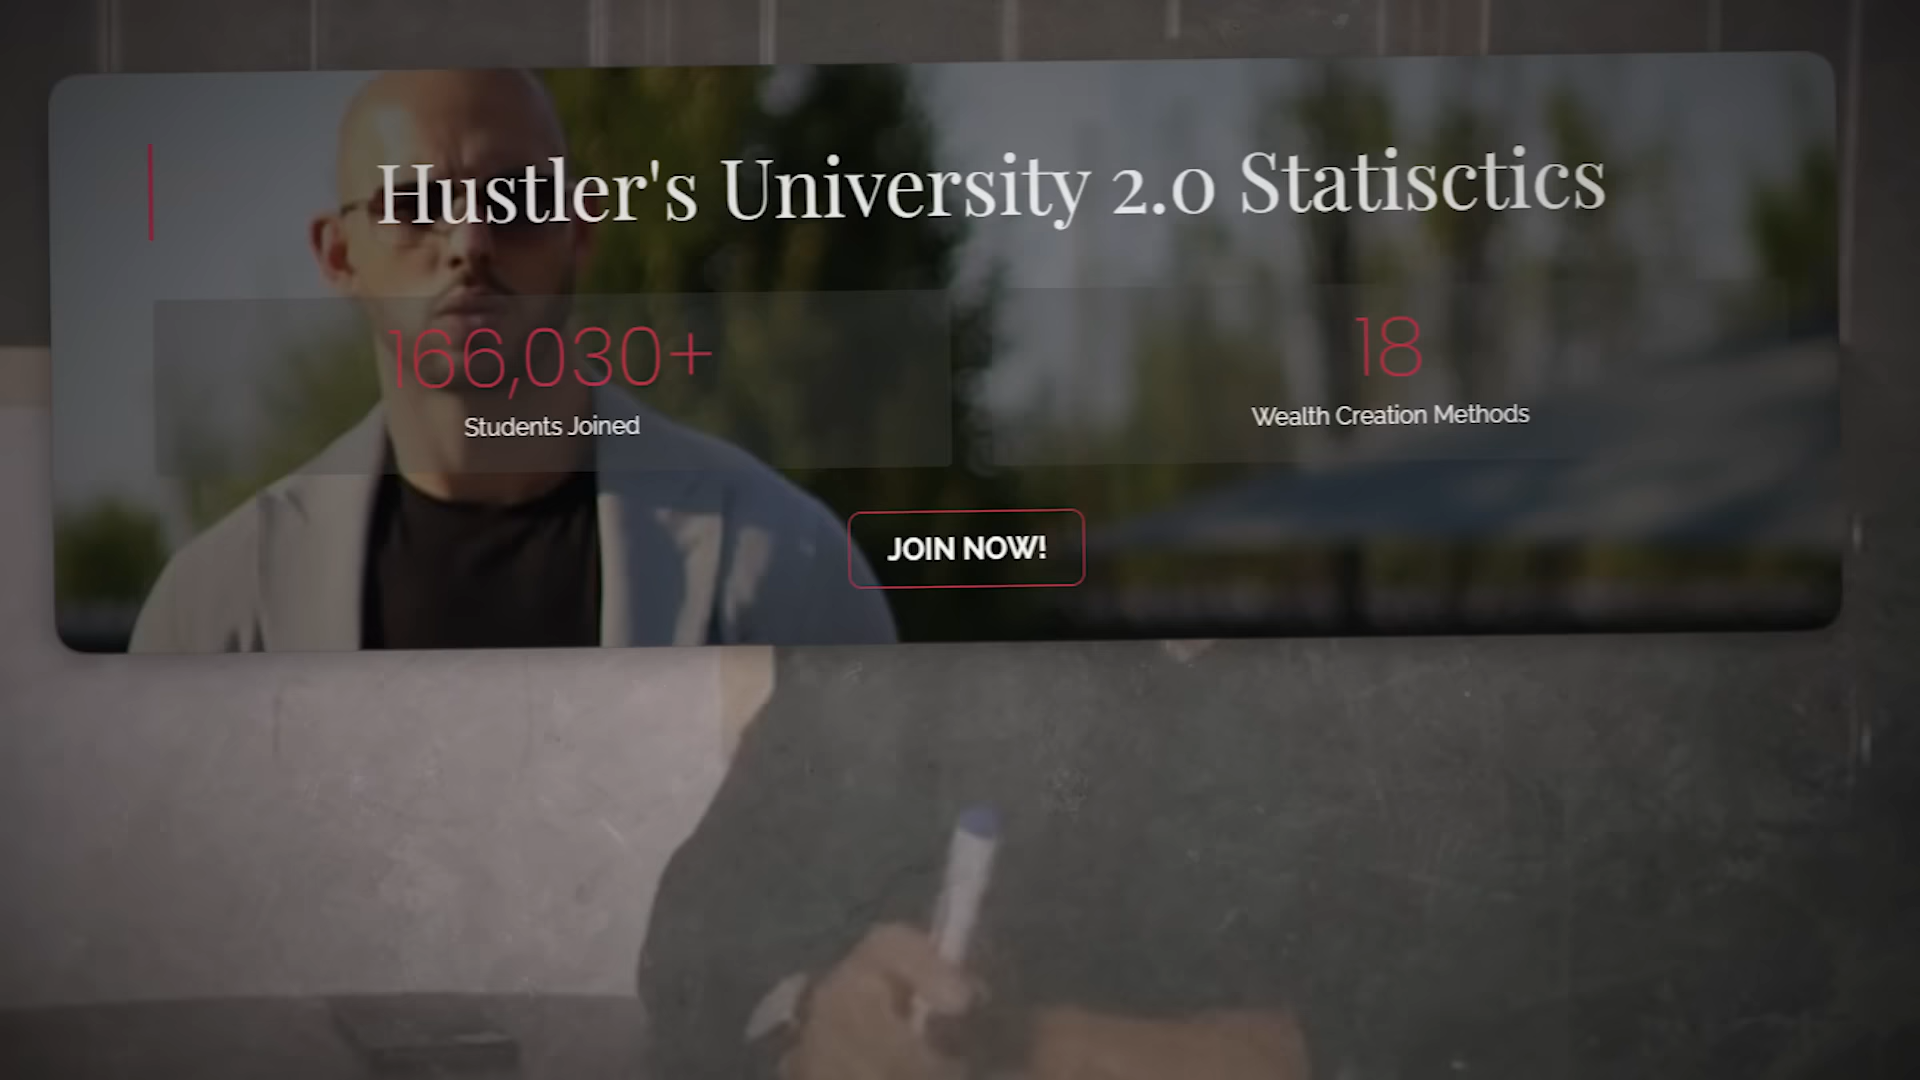 Hustler's University 2.0 Statisctics
166,030+
Students Joined
18
Wealth Creation Methods
JOIN NOW!